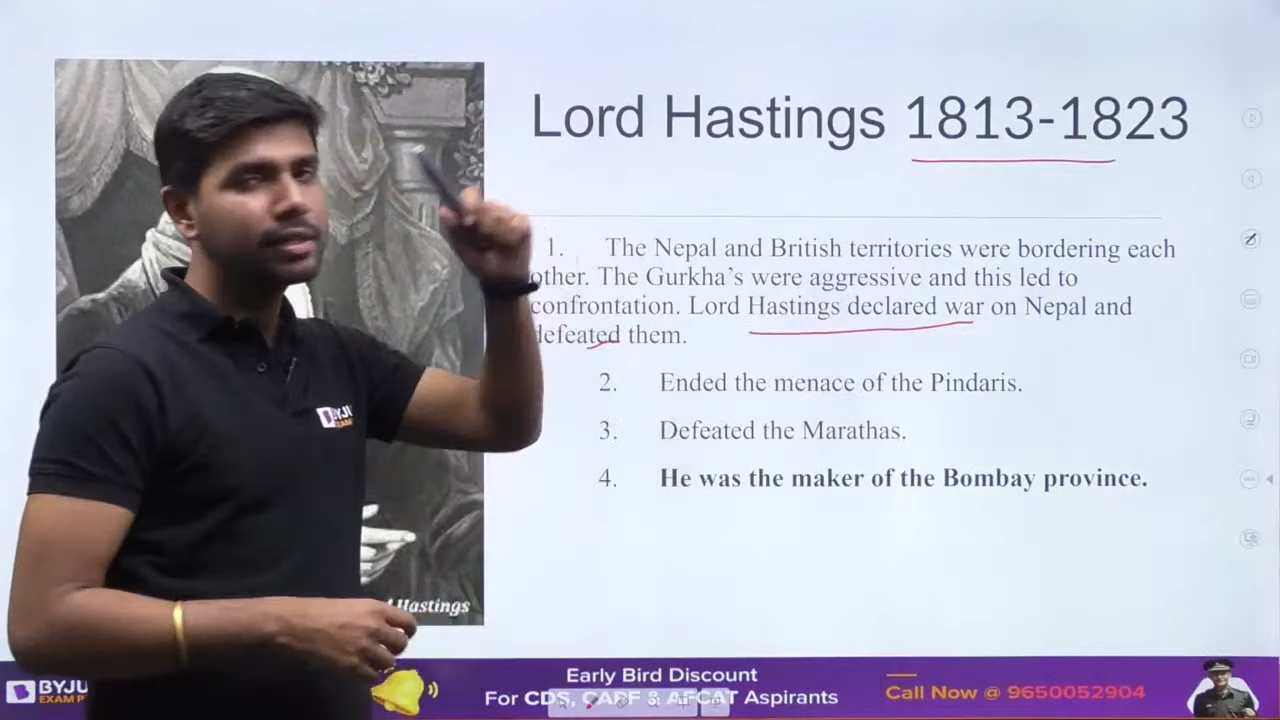 Lord Hastings 1813-1823
1. The Nepal and British territories were bordering each
other. The Gurkha's were aggressive and this led to
confrontation. Lord Hastings declared war on Nepal and
defeated them.
2. Ended the menace of the Pindaris.
3. Defeated the Marathas.
4. He was the maker of the Bombay province.
BYJU
Hastings
BYJU
EXAM P
Early Bird Discount
For CDS, CAPF & AFCAT Aspirants
Call Now @ 9650052904